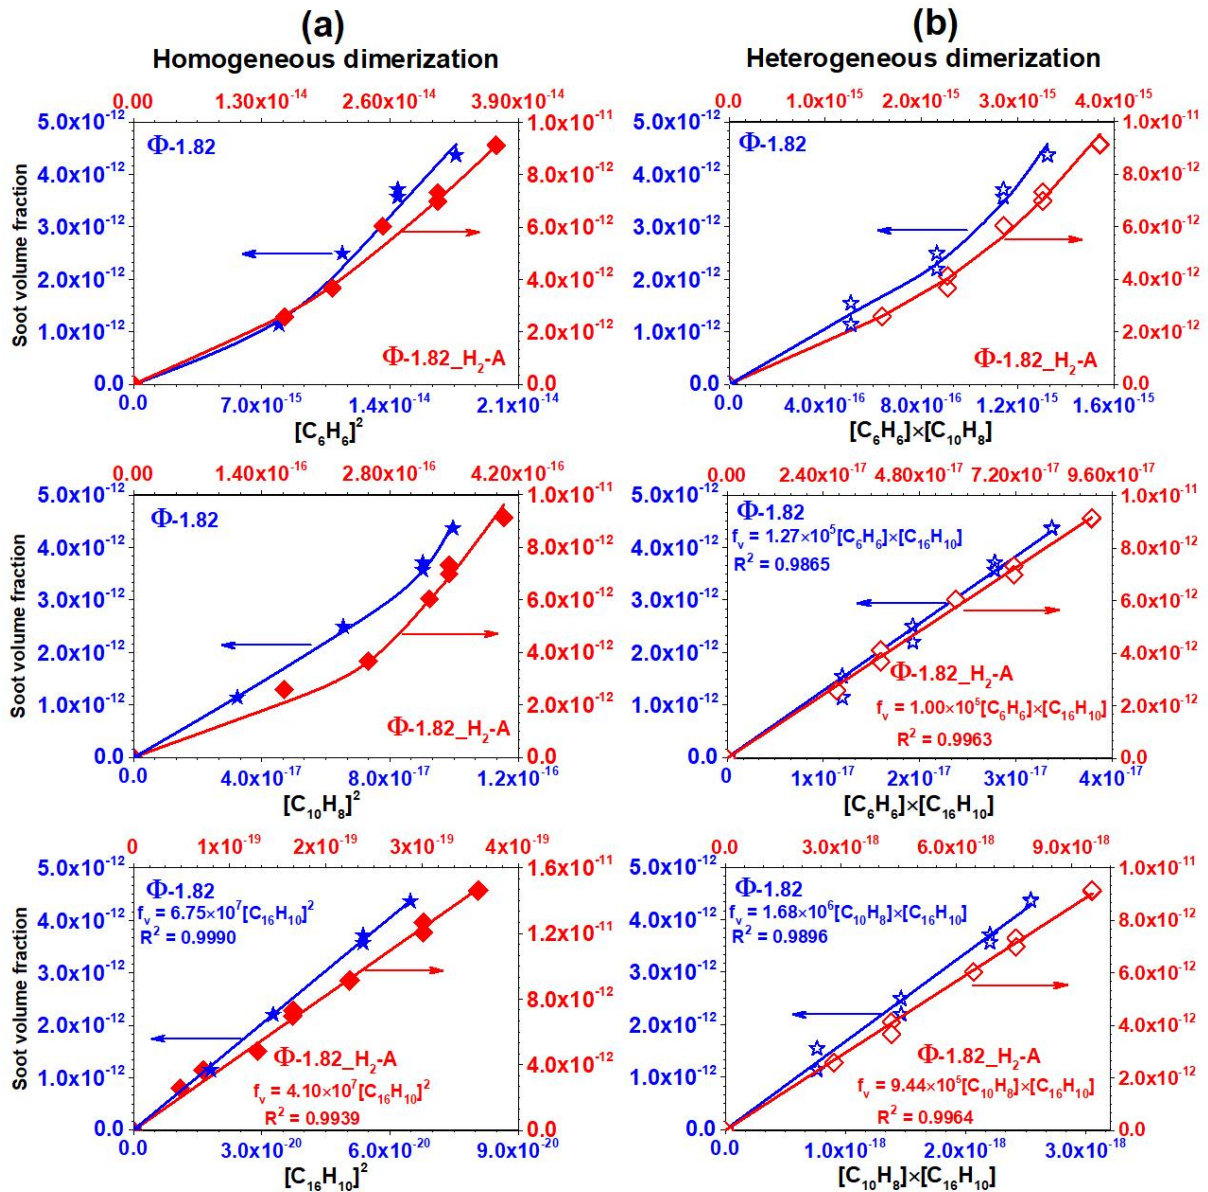 (a)
Homogeneous dimerization
0.00 1.30x10⁻¹⁴ 2.60x10⁻¹⁴ 3.90x10⁻¹⁴
5.0x10⁻¹² 1.0x10⁻¹¹
Φ-1.82
4.0x10⁻¹² 8.0x10⁻¹²
3.0x10⁻¹² 6.0x10⁻¹²
2.0x10⁻¹² 4.0x10⁻¹²
1.0x10⁻¹² 2.0x10⁻¹²
Φ-1.82_H₂-A
0.0 0.0
Soot volume fraction
0.0 7.0x10⁻¹⁵ 1.4x10⁻¹⁴ 2.1x10⁻¹⁴
[C₆H₆]²
0.00 1.40x10⁻¹⁶ 2.80x10⁻¹⁶ 4.20x10⁻¹⁶
5.0x10⁻¹² 1.0x10⁻¹¹
Φ-1.82
4.0x10⁻¹² 8.0x10⁻¹²
3.0x10⁻¹² 6.0x10⁻¹²
2.0x10⁻¹² 4.0x10⁻¹²
1.0x10⁻¹² 2.0x10⁻¹²
Φ-1.82_H₂-A
0.0 0.0
Soot volume fraction
0.0 4.0x10⁻¹⁷ 8.0x10⁻¹⁷ 1.2x10⁻¹⁶
[C₁₀H₈]²
0 1x10⁻¹⁹ 2x10⁻¹⁹ 3x10⁻¹⁹ 4x10⁻¹⁹
5.0x10⁻¹² 1.6x10⁻¹¹
Φ-1.82
fᵥ = 6.75×10⁷[C₁₆H₁₀]²
R² = 0.9990
4.0x10⁻¹² 1.2x10⁻¹¹
3.0x10⁻¹² 8.0x10⁻¹²
2.0x10⁻¹² 4.0x10⁻¹²
1.0x10⁻¹²
Φ-1.82_H₂-A
fᵥ = 4.10×10⁷[C₁₆H₁₀]²
R² = 0.9939
0.0 0.0
Soot volume fraction
0.0 3.0x10⁻²⁰ 6.0x10⁻²⁰ 9.0x10⁻²⁰
[C₁₆H₁₀]²
(b)
Heterogeneous dimerization
0.0 1.0x10⁻¹⁵ 2.0x10⁻¹⁵ 3.0x10⁻¹⁵ 4.0x10⁻¹⁵
5.0x10⁻¹² 1.0x10⁻¹¹
Φ-1.82
4.0x10⁻¹² 8.0x10⁻¹²
3.0x10⁻¹² 6.0x10⁻¹²
2.0x10⁻¹² 4.0x10⁻¹²
1.0x10⁻¹² 2.0x10⁻¹²
Φ-1.82_H₂-A
0.0 0.0
0.0 4.0x10⁻¹⁶ 8.0x10⁻¹⁶ 1.2x10⁻¹⁵ 1.6x10⁻¹⁵
[C₆H₆]×[C₁₀H₈]
0.00 2.40x10⁻¹⁷ 4.80x10⁻¹⁷ 7.20x10⁻¹⁷ 9.60x10⁻¹⁷
5.0x10⁻¹² 1.0x10⁻¹¹
Φ-1.82
fᵥ = 1.27×10⁵[C₆H₆]×[C₁₆H₁₀]
R² = 0.9865
4.0x10⁻¹² 8.0x10⁻¹²
3.0x10⁻¹² 6.0x10⁻¹²
2.0x10⁻¹² 4.0x10⁻¹²
1.0x10⁻¹² 2.0x10⁻¹²
Φ-1.82_H₂-A
fᵥ = 1.00×10⁵[C₆H₆]×[C₁₆H₁₀]
R² = 0.9963
0.0 0.0
0 1x10⁻¹⁷ 2x10⁻¹⁷ 3x10⁻¹⁷ 4x10⁻¹⁷
[C₆H₆]×[C₁₆H₁₀]
0.0 3.0x10⁻¹⁸ 6.0x10⁻¹⁸ 9.0x10⁻¹⁸
5.0x10⁻¹² 1.0x10⁻¹¹
Φ-1.82
fᵥ = 1.68×10⁶[C₁₀H₈]×[C₁₆H₁₀]
R² = 0.9896
4.0x10⁻¹² 8.0x10⁻¹²
3.0x10⁻¹² 6.0x10⁻¹²
2.0x10⁻¹² 4.0x10⁻¹²
1.0x10⁻¹² 2.0x10⁻¹²
Φ-1.82_H₂-A
fᵥ = 9.44×10⁵[C₁₀H₈]×[C₁₆H₁₀]
R² = 0.9964
0.0 0.0
0.0 1.0x10⁻¹⁸ 2.0x10⁻¹⁸ 3.0x10⁻¹⁸
[C₁₀H₈]×[C₁₆H₁₀]